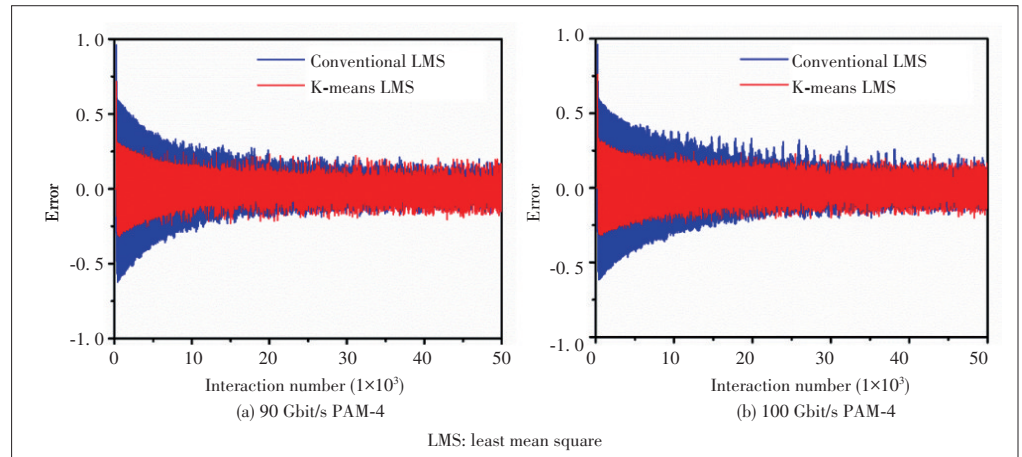 1.0
0.5
0.0
-0.5
-1.0
Error
Conventional LMS
K-means LMS
0 10 20 30 40 50
Interaction number (1×10³)
(a) 90 Gbit/s PAM-4
1.0
0.5
0.0
-0.5
-1.0
Error
Conventional LMS
K-means LMS
0 10 20 30 40 50
Interaction number (1×10³)
(b) 100 Gbit/s PAM-4
LMS: least mean square